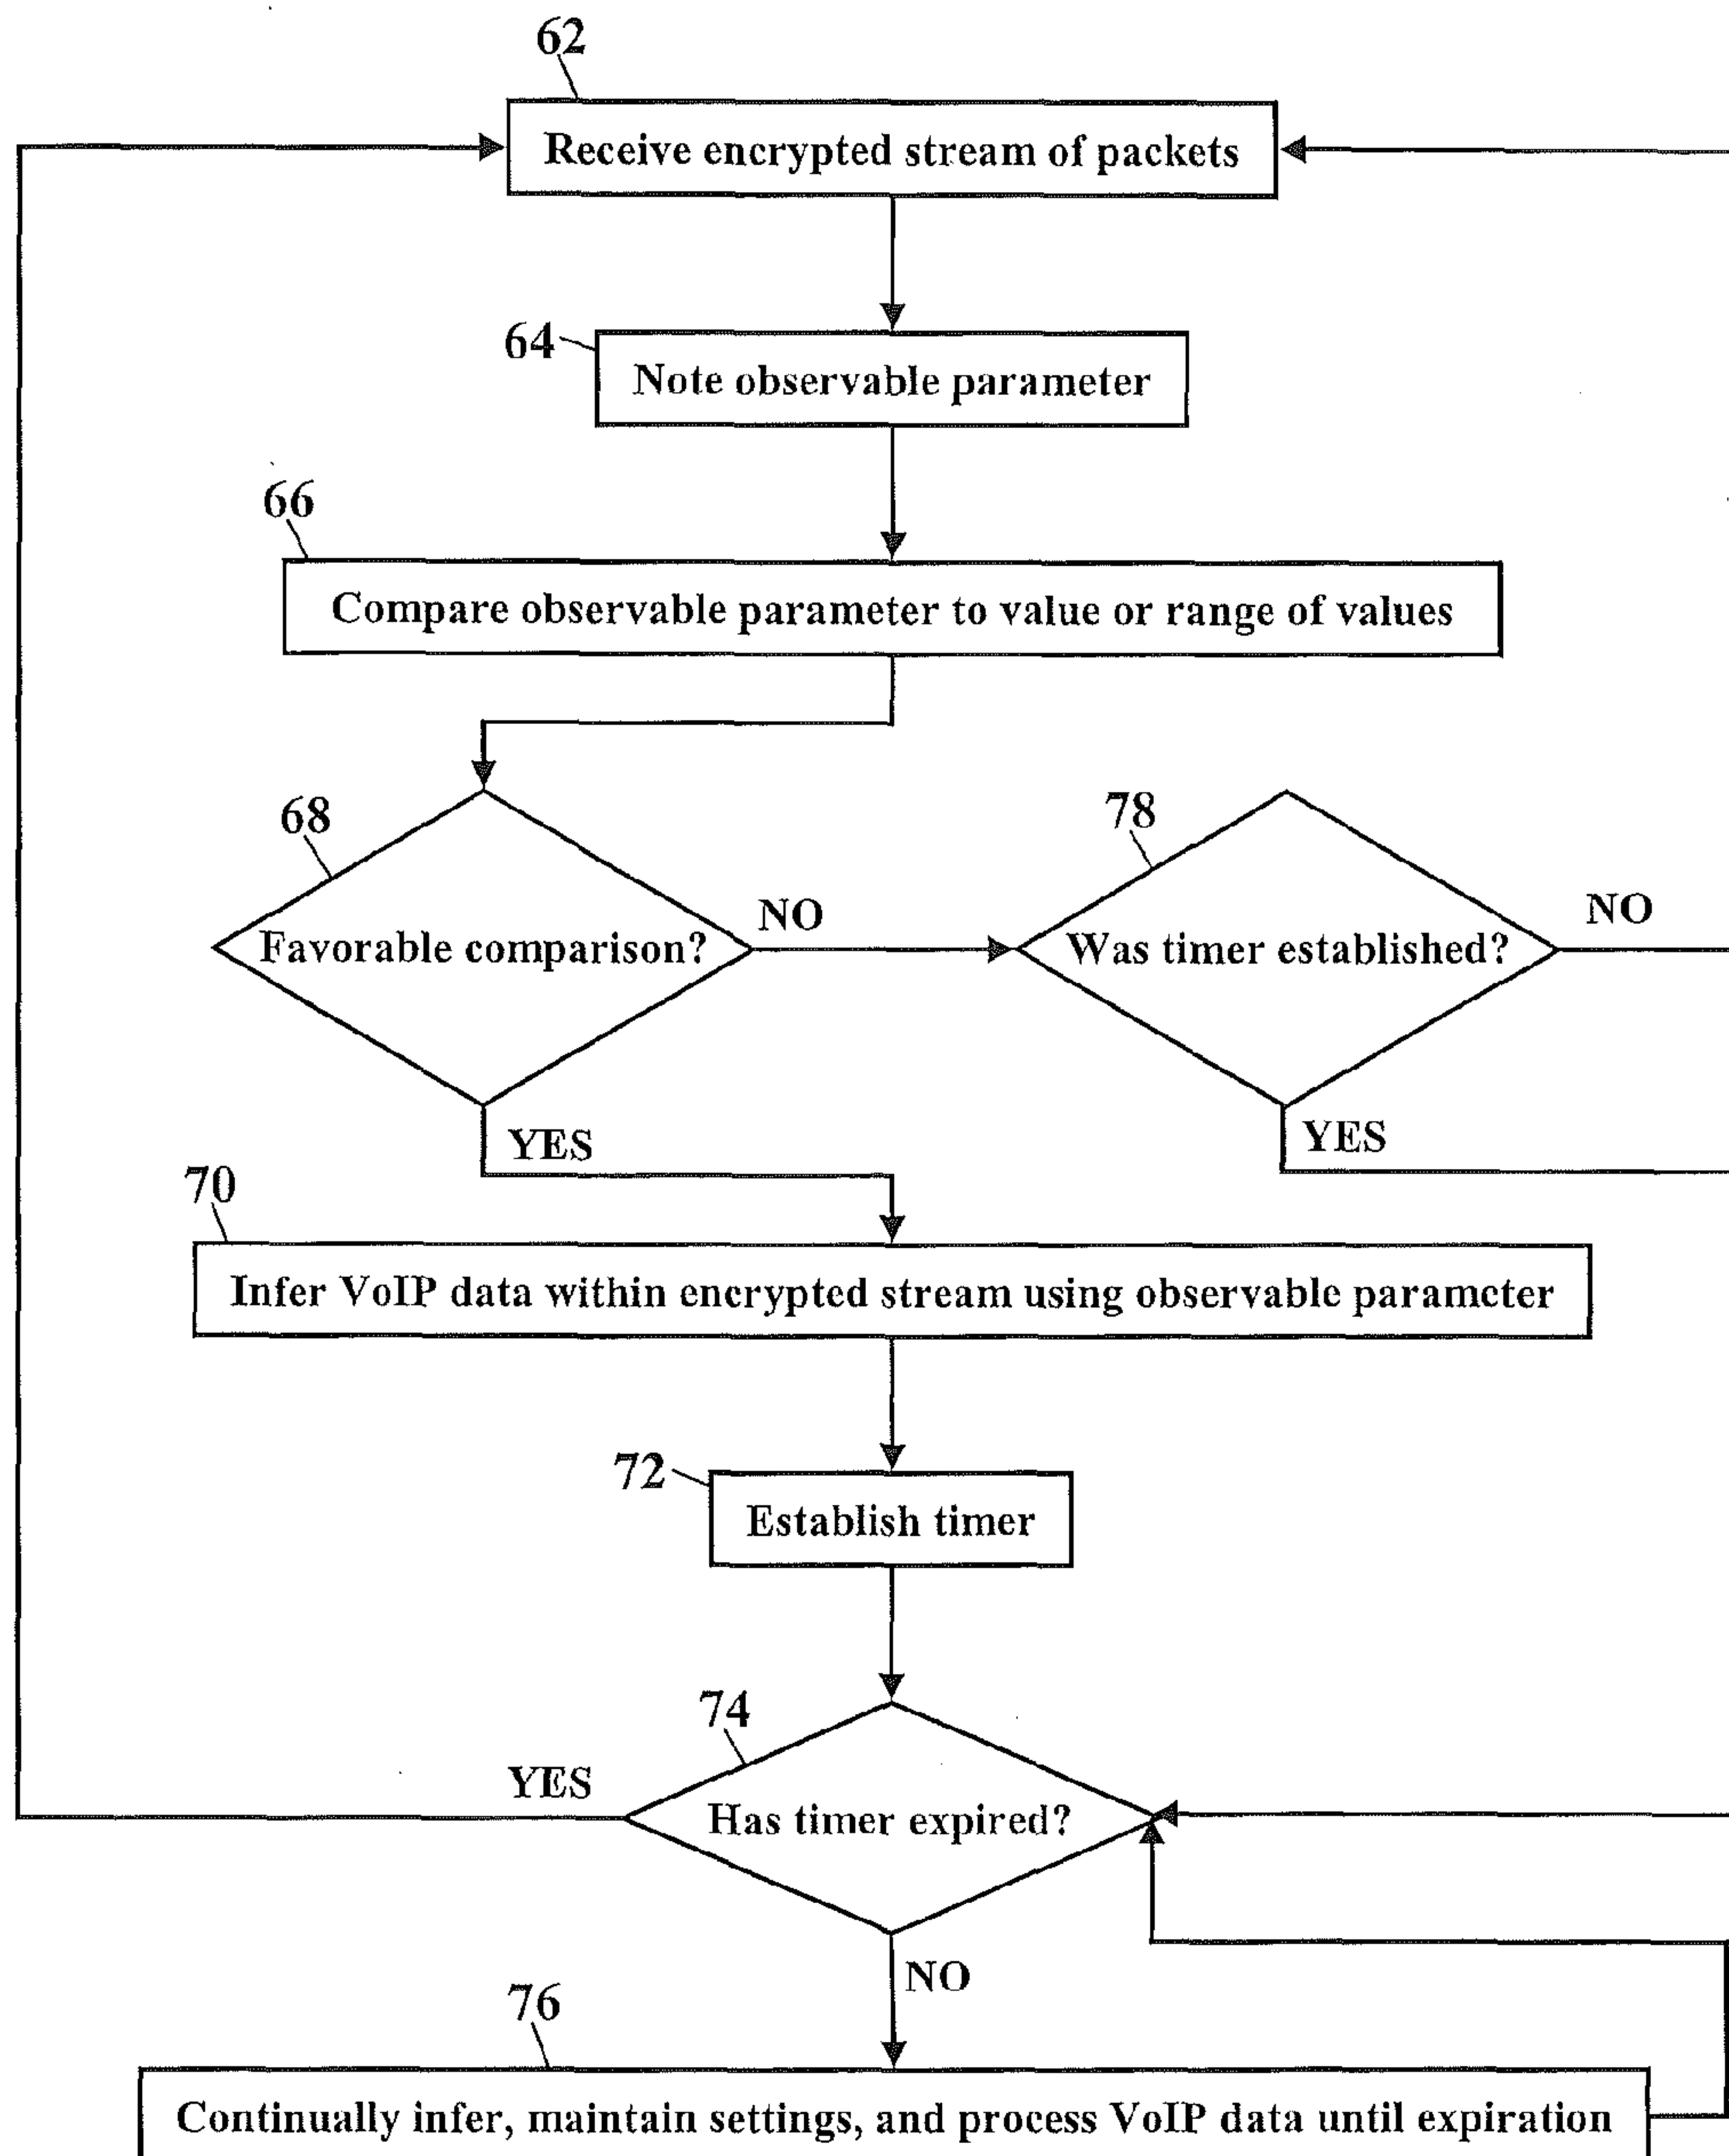 62
Receive encrypted stream of packets
64
Note observable parameter
66
Compare observable parameter to value or range of values
68
78
Favorable comparison?
NO
Was timer established?
NO
YES
YES
70
Infer VoIP data within encrypted stream using observable parameter
72
Establish timer
74
YES
Has timer expired?
NO
76
Continually infer, maintain settings, and process VoIP data until expiration